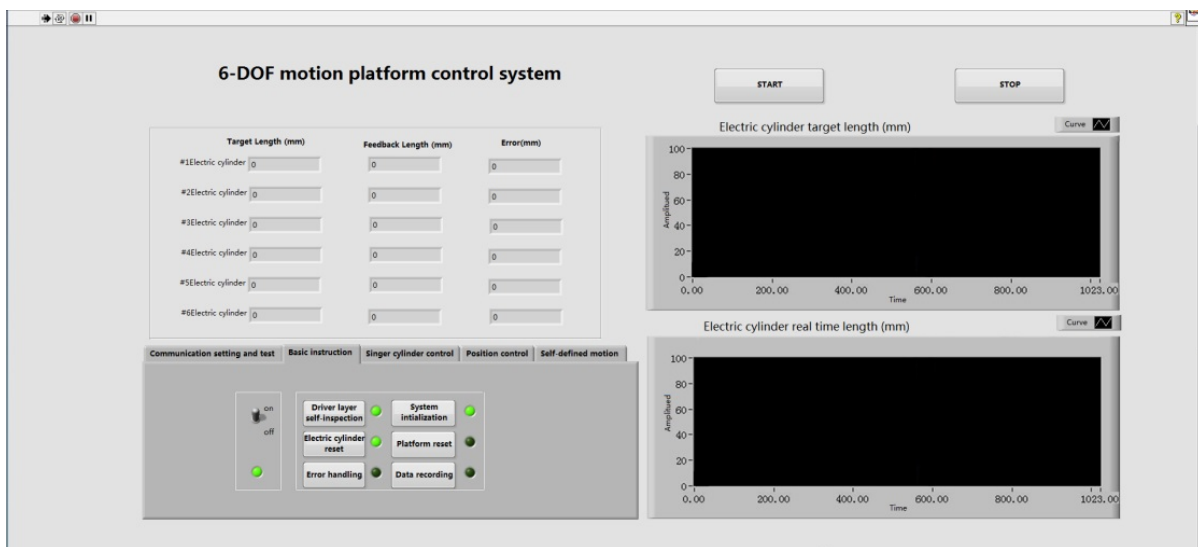 6-DOF motion platform control system
START
STOP
Target Length (mm)
Feedback Length (mm)
Error(mm)
#1Electric cylinder 0 0 0
#2Electric cylinder 0 0 0
#3Electric cylinder 0 0 0
#4Electric cylinder 0 0 0
#5Electric cylinder 0 0 0
#6Electric cylinder 0 0 0
Communication setting and test
Basic instruction
Singer cylinder control
Position control
Self-defined motion
on
off
Driver layer
self-inspection
System
intialization
Electric cylinder
reset
Platform reset
Error handling
Data recording
Electric cylinder target length (mm)
Curve
Amplitued
100
80
60
40
20
0
0.00 200.00 400.00 600.00 800.00 1023.00
Time
Electric cylinder real time length (mm)
Curve
Amplitued
100
80
60
40
20
0
0.00 200.00 400.00 600.00 800.00 1023.00
Time